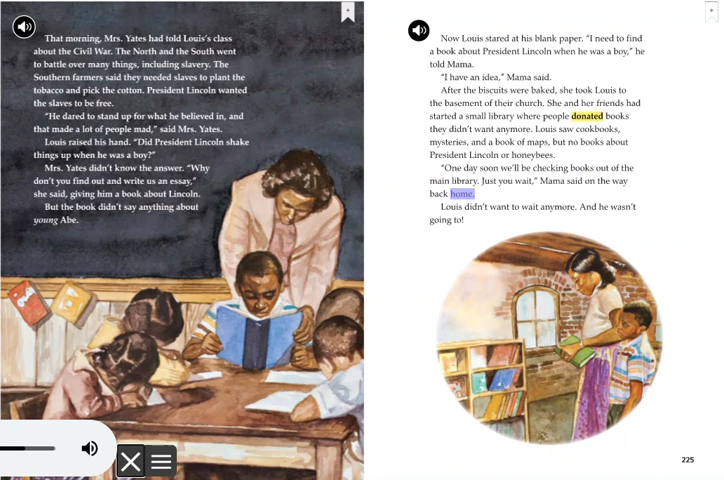 That morning, Mrs. Yates had told Louis's class
about the Civil War. The North and the South went
to battle over many things, including slavery. The
Southern farmers said they needed slaves to plant the
tobacco and pick the cotton. President Lincoln wanted
the slaves to be free.
"He dared to stand up for what he believed in, and
that made a lot of people mad," said Mrs. Yates.
Louis raised his hand. "Did President Lincoln shake
things up when he was a boy?"
Mrs. Yates didn't know the answer. "Why
don't you find out and write us an essay,"
she said, giving him a book about Lincoln.
But the book didn't say anything about
young Abe.
Now Louis stared at his blank paper. "I need to find
a book about President Lincoln when he was a boy," he
told Mama.
"I have an idea," Mama said.
After the biscuits were baked, she took Louis to
the basement of their church. She and her friends had
started a small library where people donated books
they didn't want anymore. Louis saw cookbooks,
mysteries, and a book of maps, but no books about
President Lincoln or honeybees.
"One day soon we'll be checking books out of the
main library. Just you wait," Mama said on the way
back home.
Louis didn't want to wait anymore. And he wasn't
going to!
225